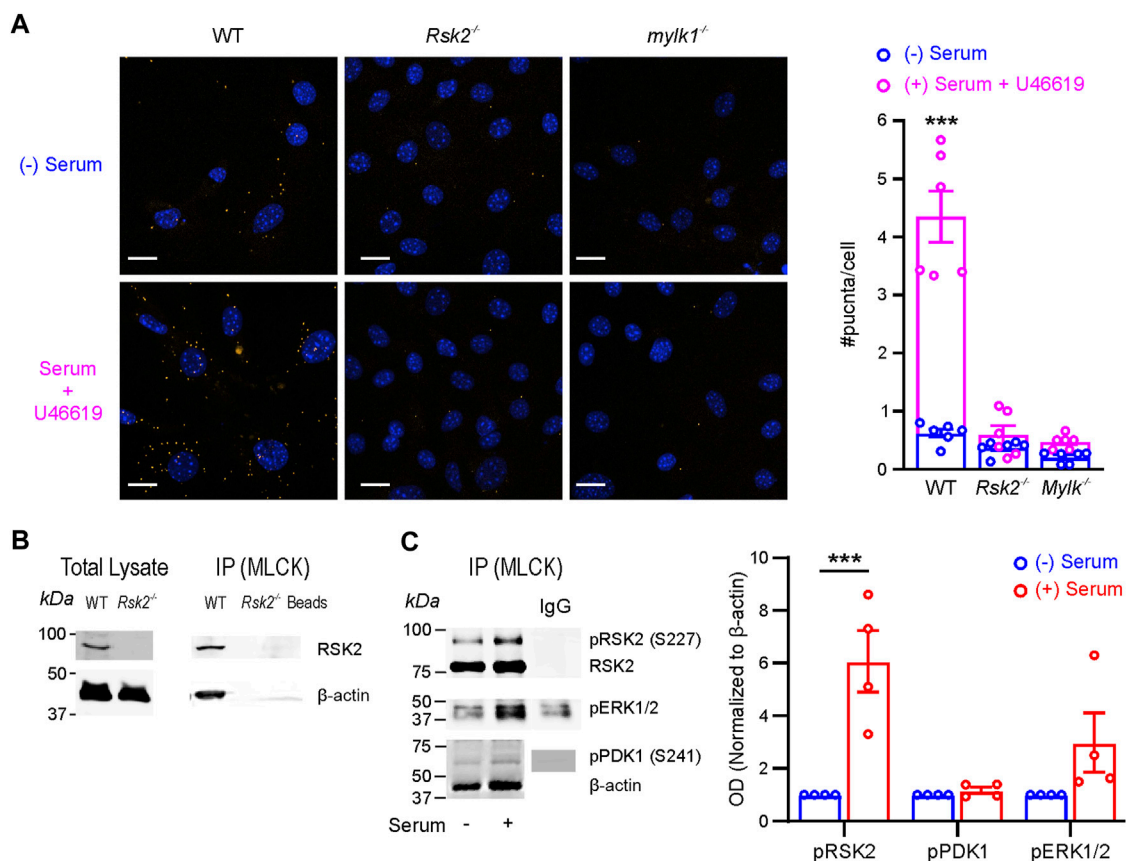 A
WT
Rsk2-/-
mylk1-/-
(-) Serum
Serum
+
U46619
(-) Serum
(+) Serum + U46619
***
6
5
4
3
2
1
0
#pucnta/cell
WT
Rsk2-/-
Mylk-/-
B
Total Lysate
IP (MLCK)
kDa
WT
Rsk2-/-
WT
Rsk2-/-
Beads
100
50
37
RSK2
β-actin
C
IP (MLCK)
kDa
IgG
100
75
50
37
75
50
37
pRSK2 (S227)
RSK2
pERK1/2
pPDK1 (S241)
β-actin
Serum
-
+
(-) Serum
(+) Serum
***
10
8
6
4
2
0
OD (Normalized to β-actin)
pRSK2
pPDK1
pERK1/2